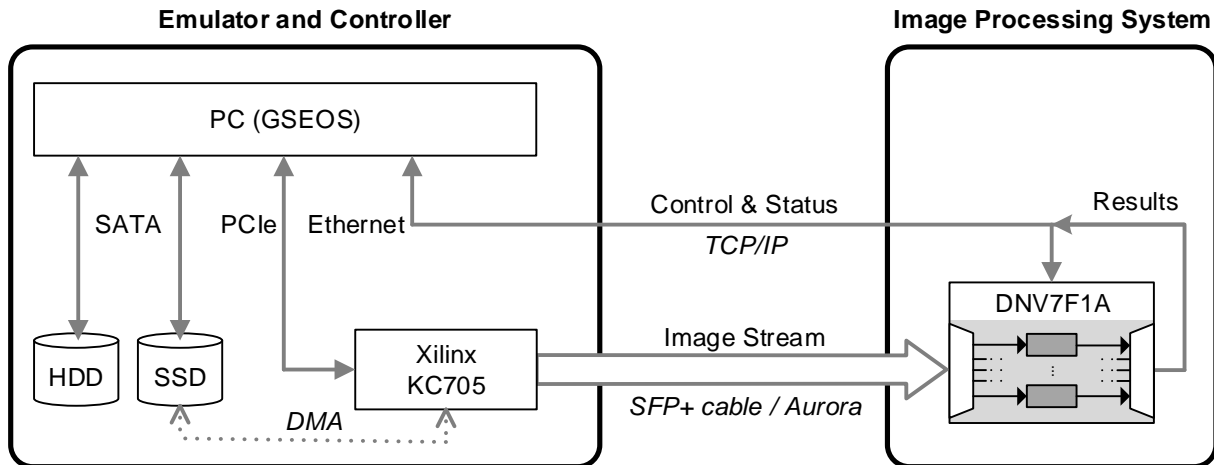 Emulator and Controller
Image Processing System
PC (GSEOS)
SATA
PCIe
Ethernet
Control & Status
TCP/IP
Results
HDD
SSD
DMA
Xilinx
KC705
Image Stream
SFP+ cable / Aurora
DNV7F1A